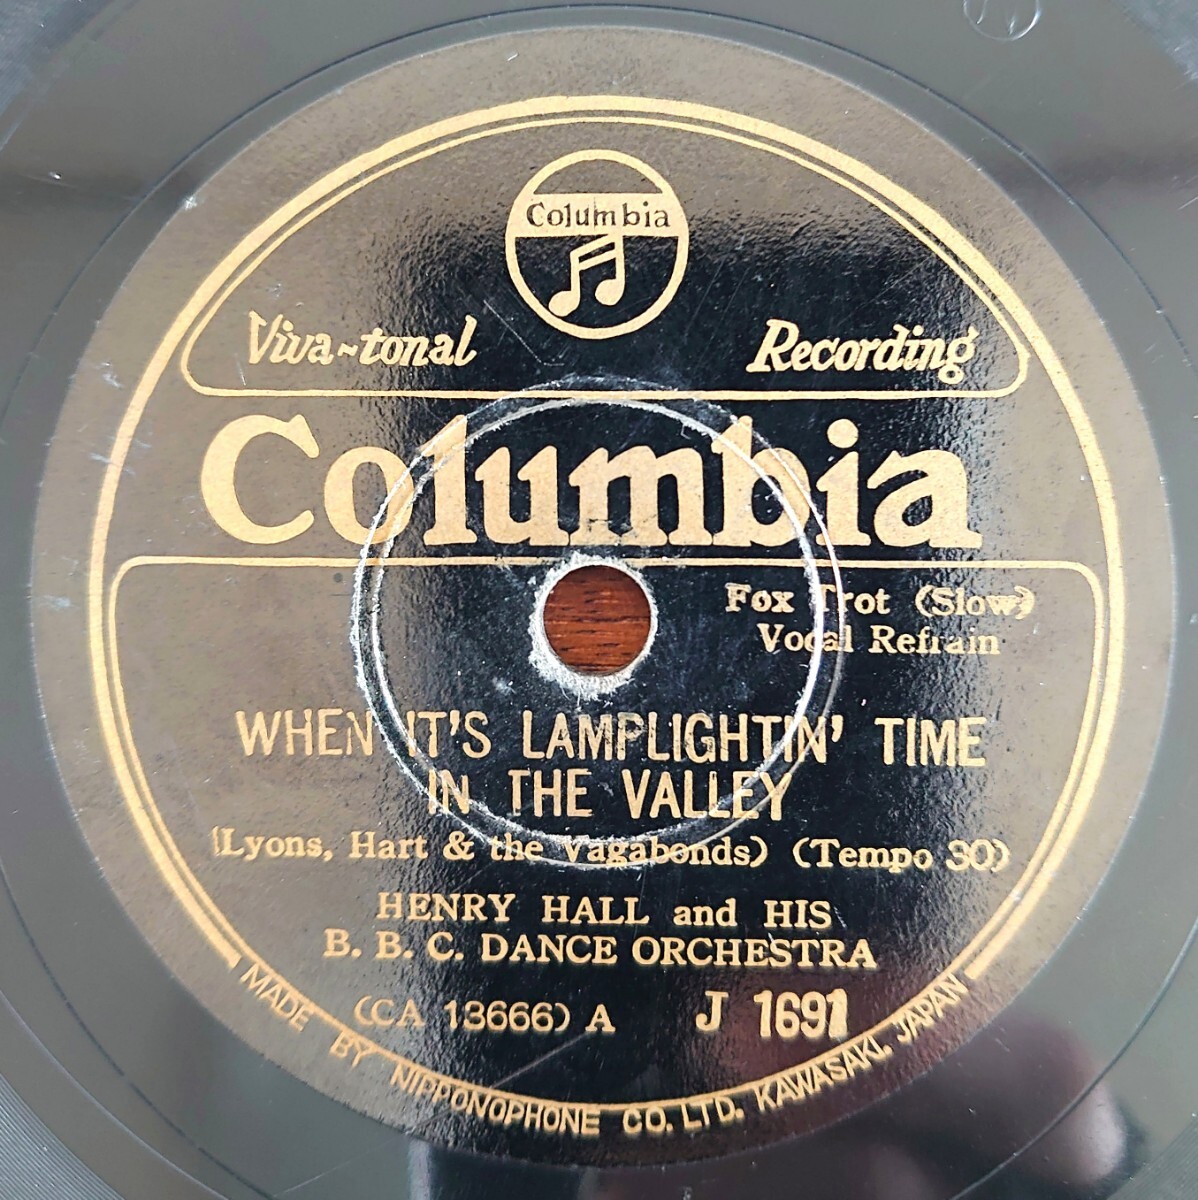 Columbia
Viva-tonal Recording
Columbia
Fox Trot (Slow)
Vocal Refrain
WHEN IT'S LAMPLIGHTIN' TIME
IN THE VALLEY
(Lyons, Hart & the Vagabonds) (Tempo 30)
HENRY HALL and HIS
B. B. C. DANCE ORCHESTRA
(CA 13666) A J 1691
MADE BY NIPPONOPHONE CO. LTD. KAWASAKI. JAPAN